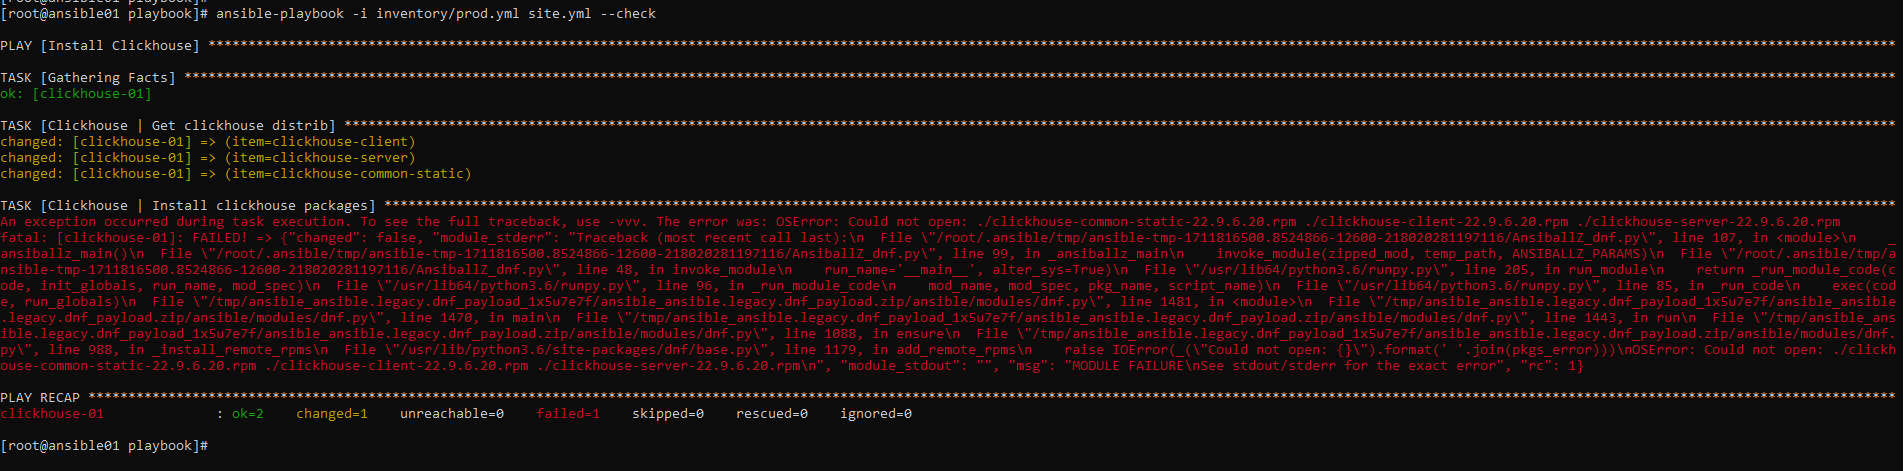 [root@ansible01 playbook]#
[root@ansible01 playbook]# ansible-playbook -i inventory/prod.yml site.yml --check
PLAY [Install Clickhouse] ***************************************************************************************************************************************************************************************************************
TASK [Gathering Facts] ******************************************************************************************************************************************************************************************************************
ok: [clickhouse-01]
TASK [Clickhouse | Get clickhouse distrib] **********************************************************************************************************************************************************************************************
changed: [clickhouse-01] => (item=clickhouse-client)
changed: [clickhouse-01] => (item=clickhouse-server)
changed: [clickhouse-01] => (item=clickhouse-common-static)
TASK [Clickhouse | Install clickhouse packages] *****************************************************************************************************************************************************************************************
An exception occurred during task execution. To see the full traceback, use -vvv. The error was: OSError: Could not open: ./clickhouse-common-static-22.9.6.20.rpm ./clickhouse-client-22.9.6.20.rpm ./clickhouse-server-22.9.6.20.rpm
fatal: [clickhouse-01]: FAILED! => {"changed": false, "module_stderr": "Traceback (most recent call last):\n  File \"/root/.ansible/tmp/ansible-tmp-1711816500.8524866-12600-218020281197116/AnsiballZ_dnf.py\", line 107, in <module>\n    _
ansiballz_main()\n  File \"/root/.ansible/tmp/ansible-tmp-1711816500.8524866-12600-218020281197116/AnsiballZ_dnf.py\", line 99, in _ansiballz_main\n    invoke_module(zipped_mod, temp_path, ANSIBALLZ_PARAMS)\n  File \"/root/.ansible/tmp/a
nsible-tmp-1711816500.8524866-12600-218020281197116/AnsiballZ_dnf.py\", line 48, in invoke_module\n    run_name='__main__', alter_sys=True)\n  File \"/usr/lib64/python3.6/runpy.py\", line 205, in run_module\n    return _run_module_code(c
ode, init_globals, run_name, mod_spec)\n  File \"/usr/lib64/python3.6/runpy.py\", line 96, in _run_module_code\n    mod_name, mod_spec, pkg_name, script_name)\n  File \"/usr/lib64/python3.6/runpy.py\", line 85, in _run_code\n    exec(cod
e, run_globals)\n  File \"/tmp/ansible_ansible.legacy.dnf_payload_1x5u7e7f/ansible_ansible.legacy.dnf_payload.zip/ansible/modules/dnf.py\", line 1481, in <module>\n  File \"/tmp/ansible_ansible.legacy.dnf_payload_1x5u7e7f/ansible_ansible
.legacy.dnf_payload.zip/ansible/modules/dnf.py\", line 1470, in main\n  File \"/tmp/ansible_ansible.legacy.dnf_payload_1x5u7e7f/ansible_ansible.legacy.dnf_payload.zip/ansible/modules/dnf.py\", line 1443, in run\n  File \"/tmp/ansible_ans
ible.legacy.dnf_payload_1x5u7e7f/ansible_ansible.legacy.dnf_payload.zip/ansible/modules/dnf.py\", line 1088, in ensure\n  File \"/tmp/ansible_ansible.legacy.dnf_payload_1x5u7e7f/ansible_ansible.legacy.dnf_payload.zip/ansible/modules/dnf.
py\", line 988, in _install_remote_rpms\n  File \"/usr/lib/python3.6/site-packages/dnf/base.py\", line 1179, in add_remote_rpms\n    raise IOError(_(\"Could not open: {}\").format(' '.join(pkgs_error)))\nOSError: Could not open: ./clickh
ouse-common-static-22.9.6.20.rpm ./clickhouse-client-22.9.6.20.rpm ./clickhouse-server-22.9.6.20.rpm\n", "module_stdout": "", "msg": "MODULE FAILURE\nSee stdout/stderr for the exact error", "rc": 1}
PLAY RECAP ******************************************************************************************************************************************************************************************************************************
clickhouse-01              : ok=2    changed=1    unreachable=0    failed=1    skipped=0    rescued=0    ignored=0
[root@ansible01 playbook]#